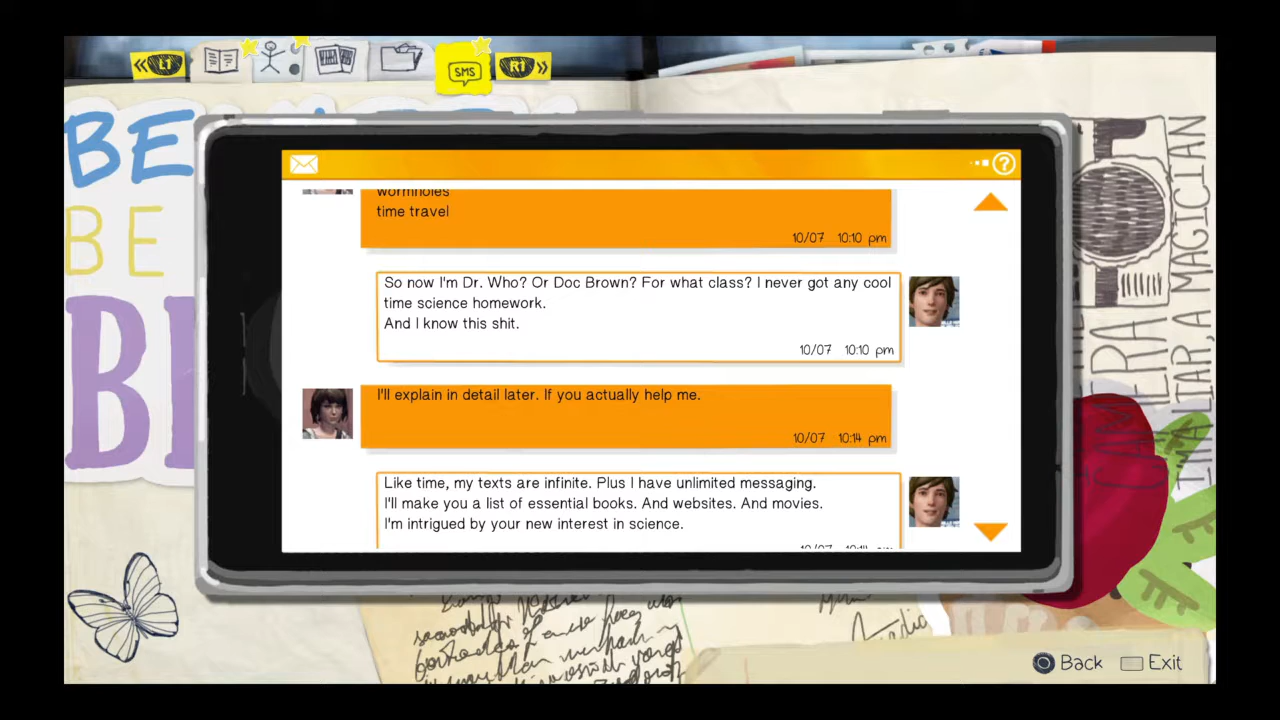 L1
SMS
R1
BE
BE
BE
wormholes
time travel
10/07 10:10 pm
So now I'm Dr. Who? Or Doc Brown? For what class? I never got any cool
time science homework.
And I know this shit.
10/07 10:10 pm
I'll explain in detail later. If you actually help me.
10/07 10:14 pm
Like time, my texts are infinite. Plus I have unlimited messaging.
I'll make you a list of essential books. And websites. And movies.
I'm intrigued by your new interest in science.
10/07
?
MAGICIAN
Back
Exit